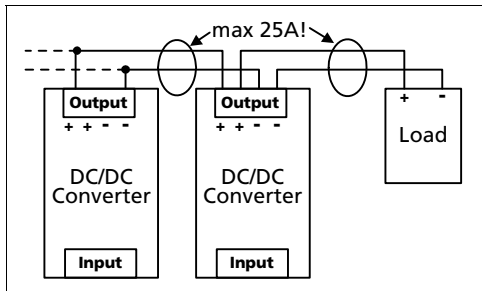 max 25A!
Output
+ + - -
DC/DC
Converter
Input
Output
+ + - -
DC/DC
Converter
Input
+ -
Load